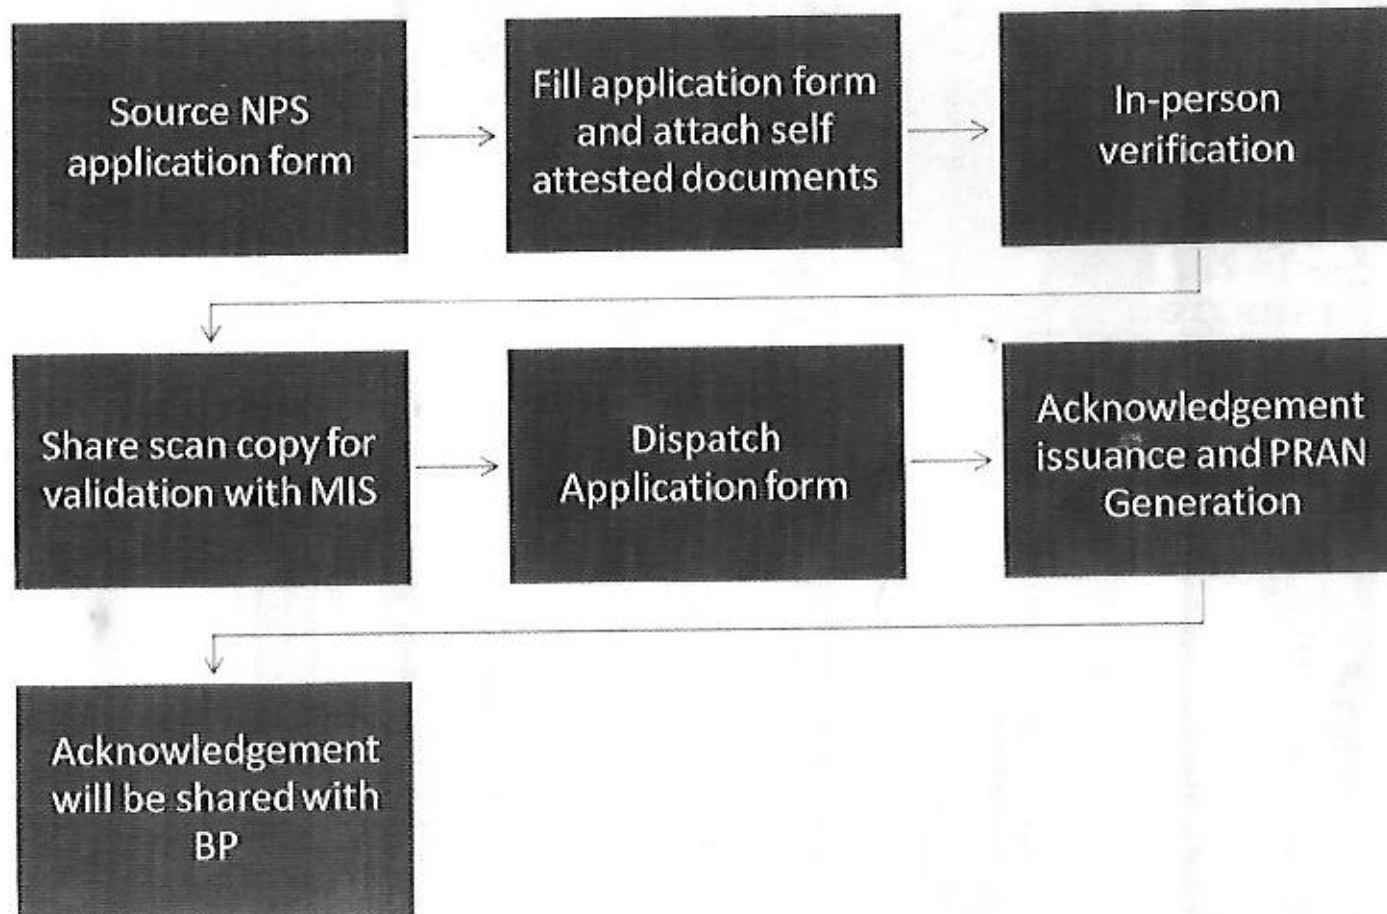 Source NPS
application form
Fill application form
and attach self
attested documents
In-person
verification
Share scan copy for
validation with MIS
Dispatch
Application form
Acknowledgement
issuance and PRAN
Generation
Acknowledgement
will be shared with
BP